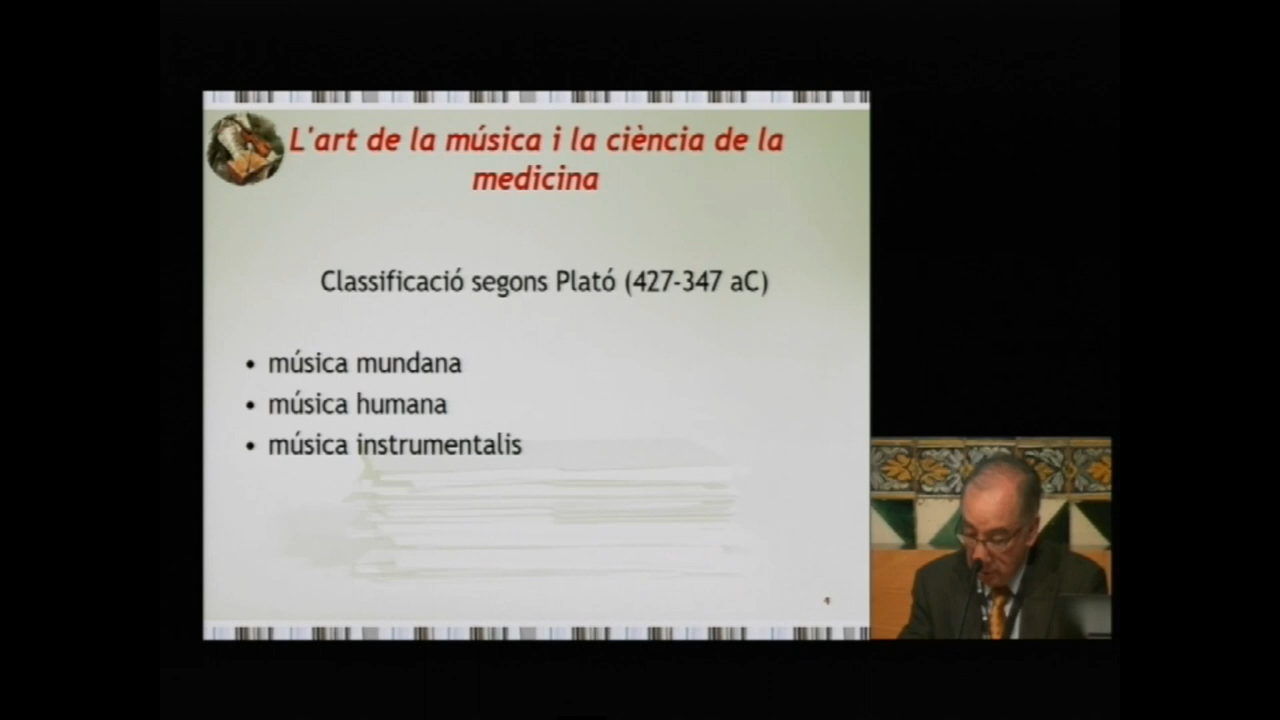 L'art de la música i la ciència de la
medicina
Classificació segons Plató (427-347 aC)
• música mundana
• música humana
• música instrumentalis
4